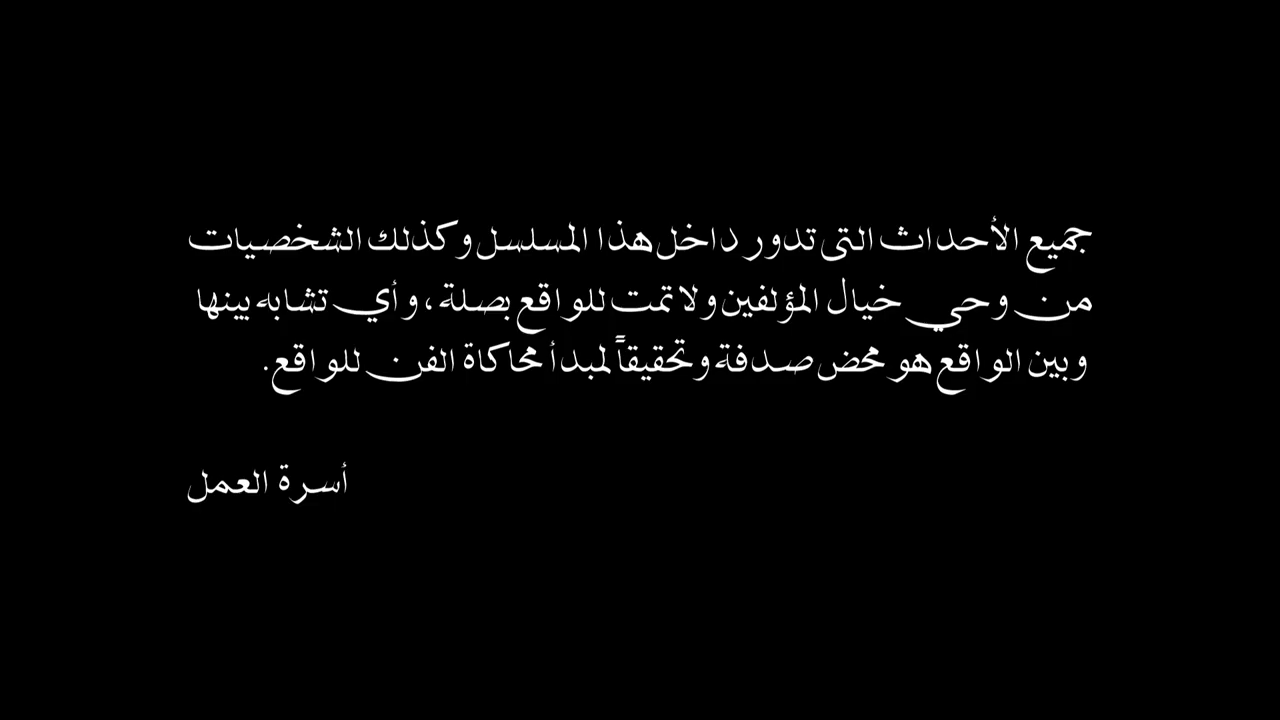 جميع الأحداث التى تدور داخل هذا المسلسل وكذلك الشخصيات
من وحي خيال المؤلفين ولا تمت للواقع بصلة، وأي تشابه بينها
وبين الواقع هو محض صدفة وتحقيقاً لمبدأ محاكاة الفن للواقع.
أسرة العمل